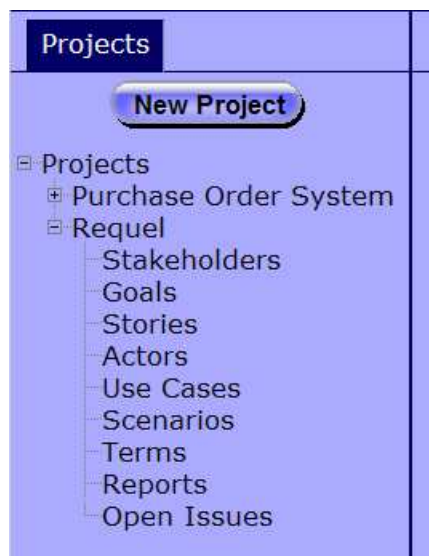 Projects
New Project
Projects
Purchase Order System
Requel
Stakeholders
Goals
Stories
Actors
Use Cases
Scenarios
Terms
Reports
Open Issues